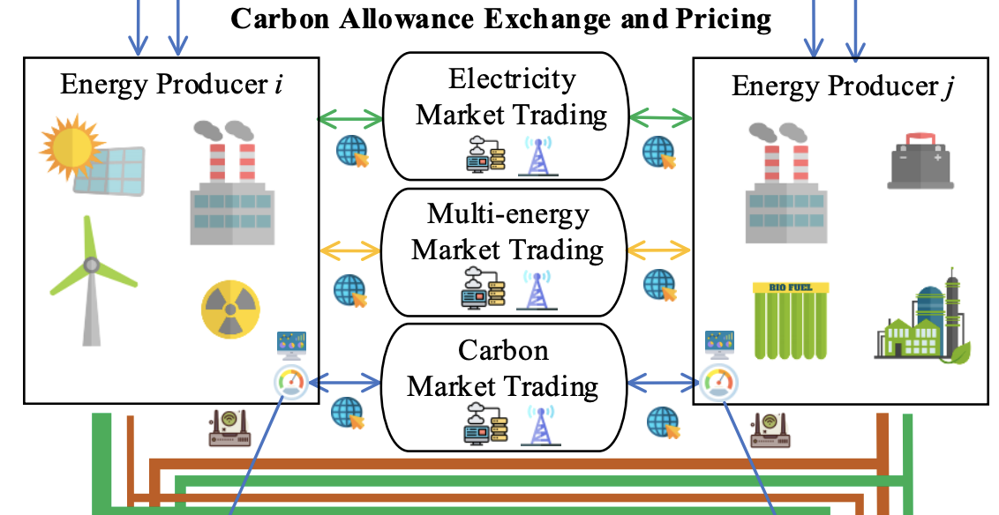 Carbon Allowance Exchange and Pricing
Energy Producer i
Electricity
Market Trading
Energy Producer j
Multi-energy
Market Trading
BIO FUEL
Carbon
Market Trading